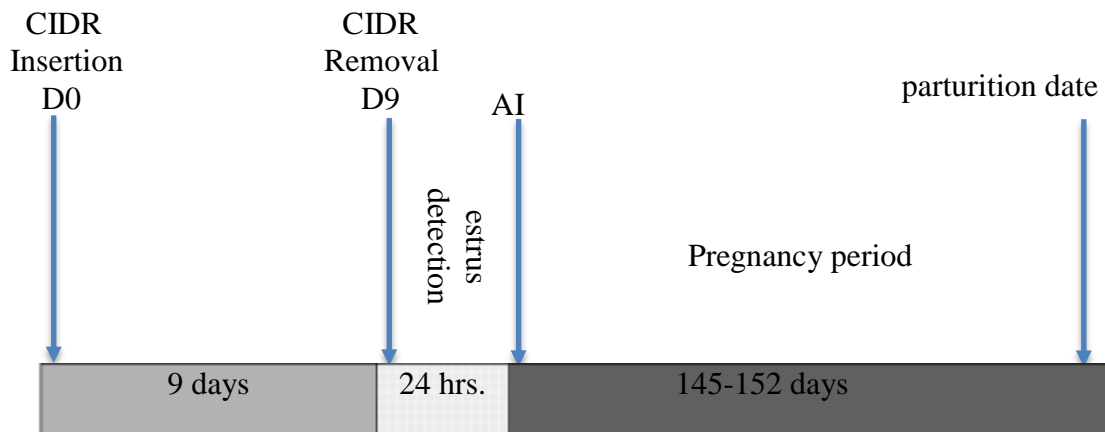 CIDR
Insertion
D0
CIDR
Removal
D9
AI
parturition date
estrus
detection
Pregnancy period
9 days
24 hrs.
145-152 days